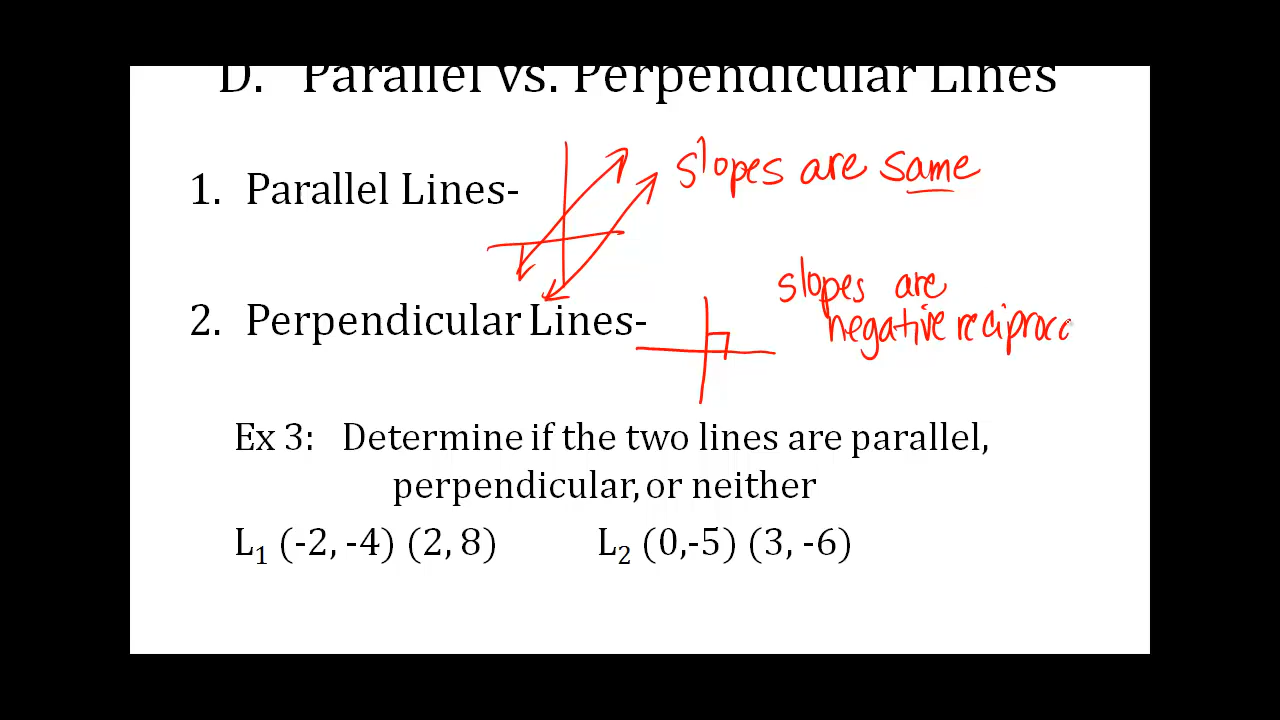 D. Parallel vs. Perpendicular Lines
slopes are same
1. Parallel Lines-
slopes are
2. Perpendicular Lines-
negative reciproc
Ex 3: Determine if the two lines are parallel,
perpendicular, or neither
L₁ (-2, -4) (2, 8) L₂ (0,-5) (3, -6)